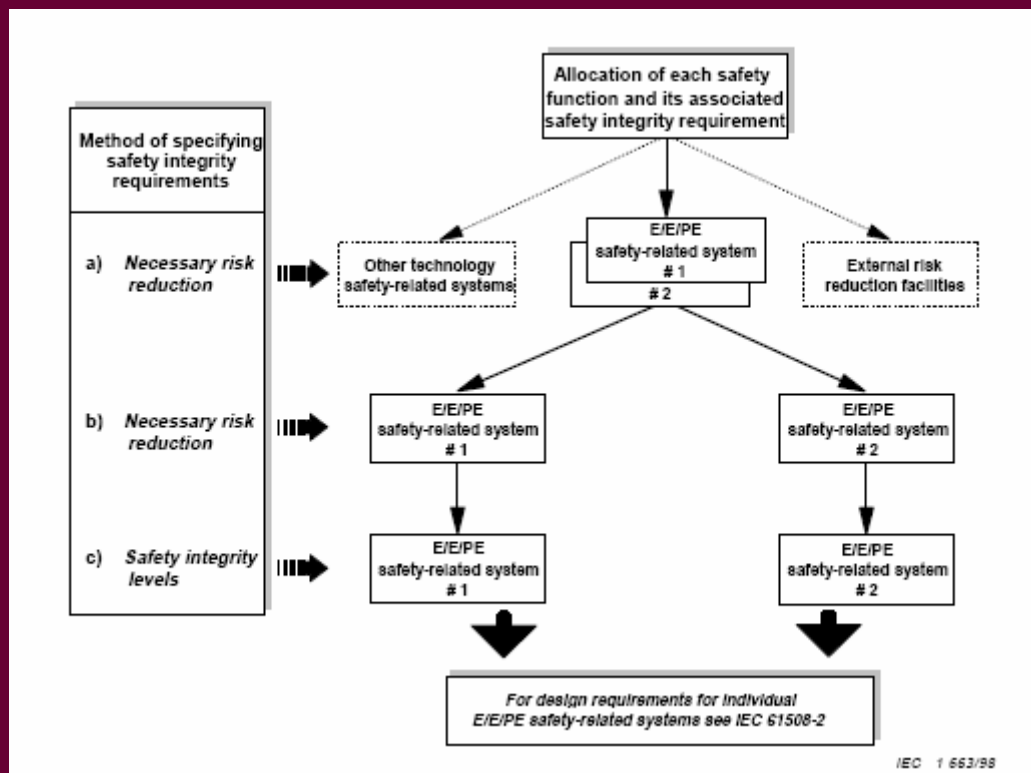 Allocation of each safety
function and its associated
safety integrity requirement
Method of specifying
safety integrity
requirements
a) Necessary risk
reduction
Other technology
safety-related systems
E/E/PE
safety-related system
# 1
# 2
External risk
reduction facilities
b) Necessary risk
reduction
E/E/PE
safety-related system
# 1
E/E/PE
safety-related system
# 2
c) Safety integrity
levels
E/E/PE
safety-related system
# 1
E/E/PE
safety-related system
# 2
For design requirements for individual
E/E/PE safety-related systems see IEC 61508-2
IEC 1 663/98